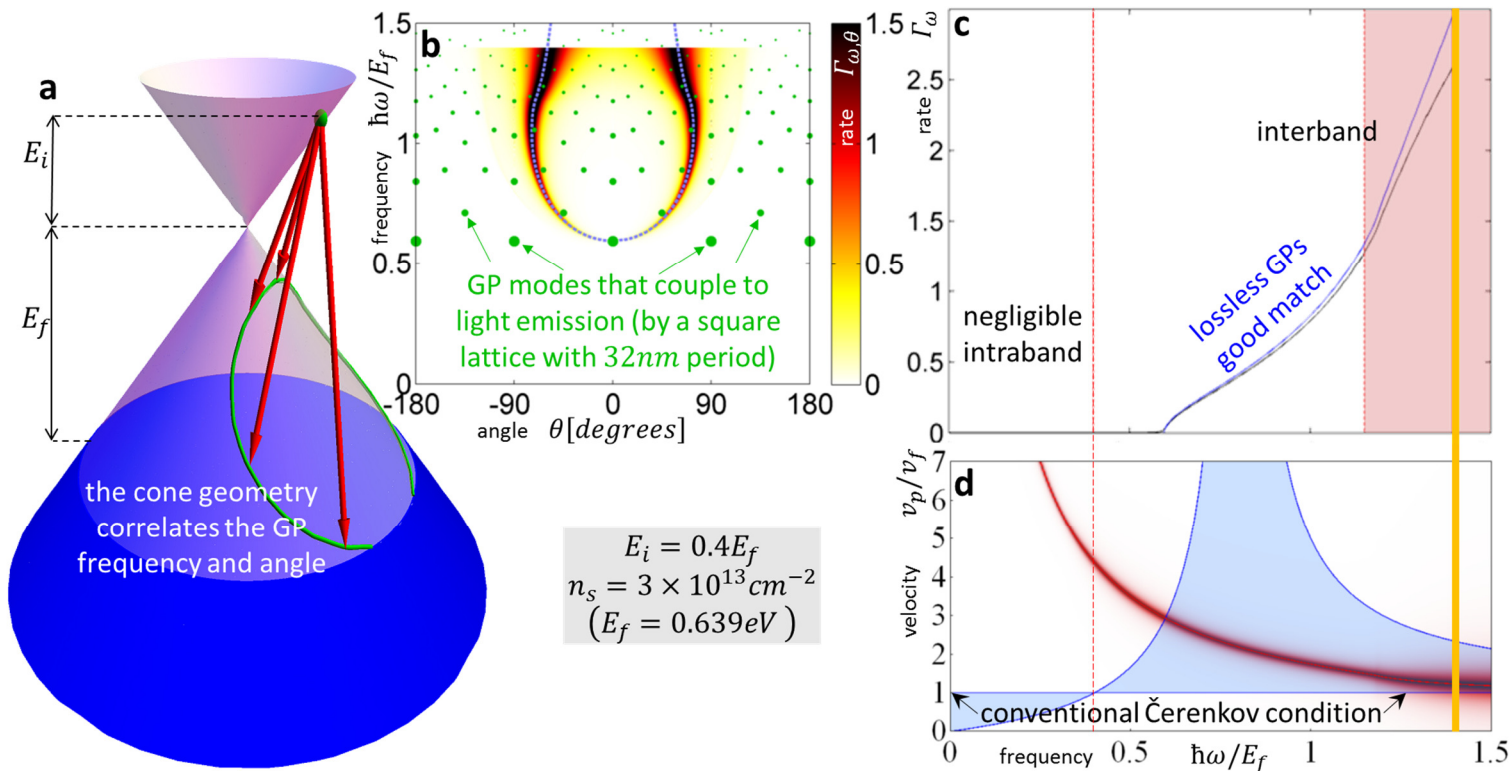 a
E_i
E_f
the cone geometry
correlates the GP
frequency and angle
b
frequency ħω/E_f
1.5
1
0.5
0
-180 -90 0 90 180
angle θ[degrees]
GP modes that couple to
light emission (by a square
lattice with 32nm period)
1.5
1
0.5
0
rate Γ_{ω,θ}
E_i = 0.4E_f
n_s = 3 × 10^{13}cm^{-2}
(E_f = 0.639eV )
c
rate Γ_ω
2.5
2
1.5
1
0.5
0
negligible
intraband
lossless GPs
good match
interband
d
velocity v_p/v_f
7
6
5
4
3
2
1
0
conventional Čerenkov condition
0 0.5 1 1.5
frequency ħω/E_f